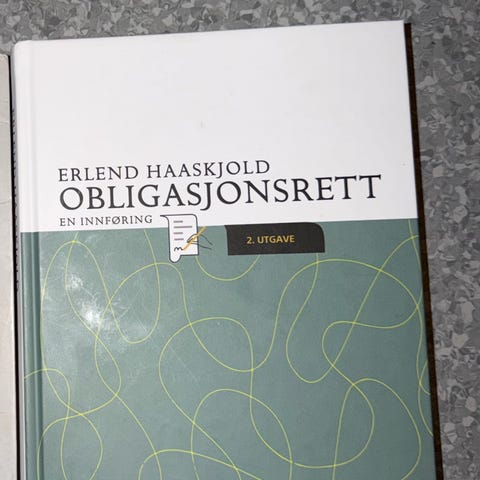 ERLEND HAASKJOLD
OBLIGASJONSRETT
EN INNFØRING
2. UTGAVE